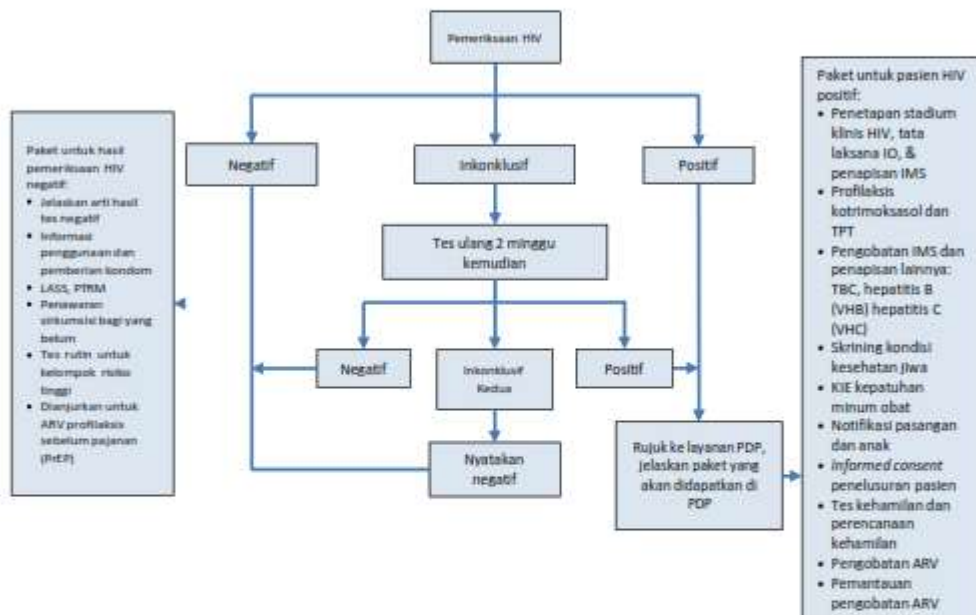 Pemeriksaan HIV
Negatif
Inkonklusif
Positif
Tes ulang 2 minggu
kemudian
Negatif
Inkonklusif
Kedua
Positif
Nyatakan
negatif
Rujuk ke layanan PDP,
jelaskan paket yang
akan didapatkan di
PDP
Paket untuk hasil
pemeriksaan HIV
negatif:
• Jelaskan arti hasil
tes negatif
• Informasi
penggunaan dan
pemberian kondom
• LASS, PTRM
• Penawaran
sirkumsisi bagi yang
belum
• Tes rutin untuk
kelompok risiko
tinggi
• Dianjurkan untuk
ARV profilaksis
sebelum pajanan
(PrEP)
Paket untuk pasien HIV
positif:
• Penetapan stadium
klinis HIV, tata
laksana IO, &
penapisan IMS
• Profilaksis
kotrimoksasol dan
TPT
• Pengobatan IMS dan
penapisan lainnya:
TBC, hepatitis B
(VHB) hepatitis C
(VHC)
• Skrining kondisi
kesehatan jiwa
• KIE kepatuhan
minum obat
• Notifikasi pasangan
dan anak
• Informed consent
penelusuran pasien
• Tes kehamilan dan
perencanaan
kehamilan
• Pengobatan ARV
• Pemantauan
pengobatan ARV